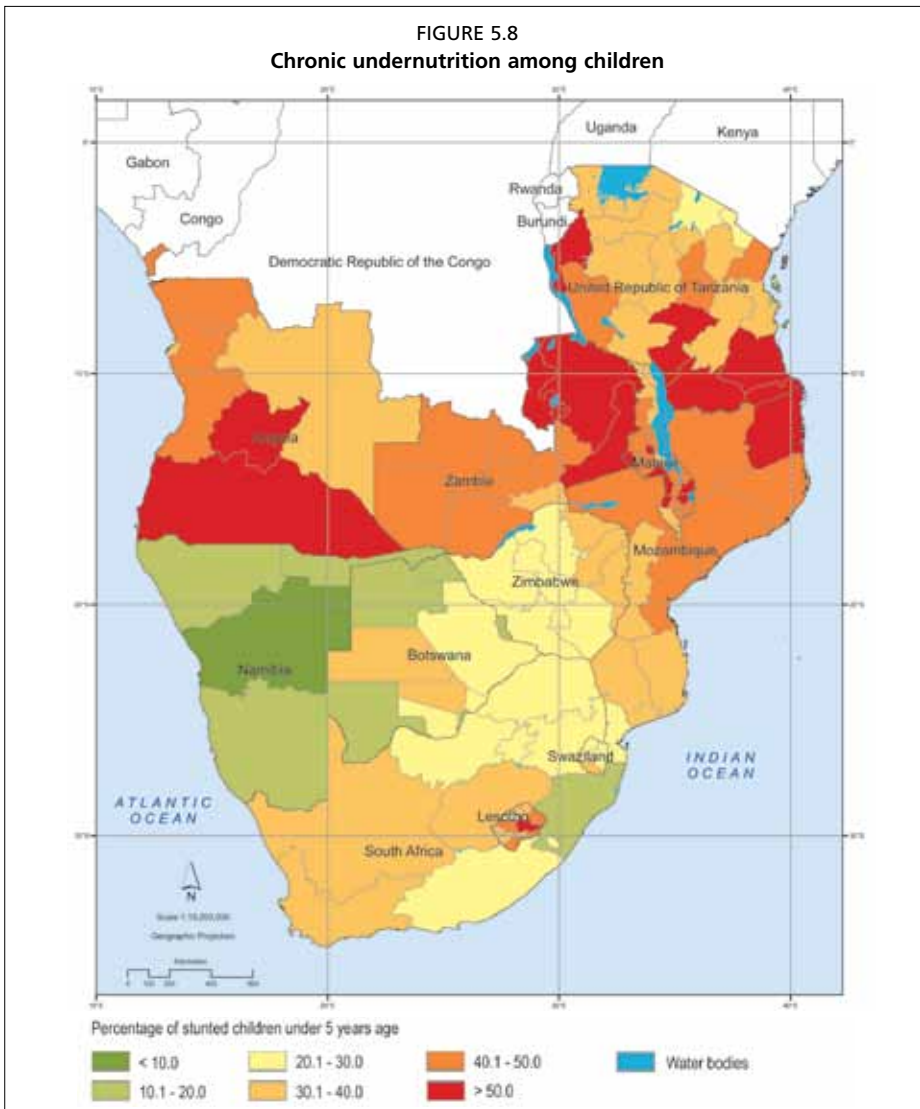 FIGURE 5.8
Chronic undernutrition among children
Uganda
Kenya
Gabon
Rwanda
Congo
Burundi
Democratic Republic of the Congo
United Republic of Tanzania
Angola
Malawi
Zambia
Mozambique
Zimbabwe
Botswana
Namibia
Swaziland
INDIAN
OCEAN
ATLANTIC
OCEAN
Lesotho
South Africa
N
Geographic Projection
Kilometers
Percentage of stunted children under 5 years age
< 10.0
20.1 - 30.0
40.1 - 50.0
Water bodies
10.1 - 20.0
30.1 - 40.0
> 50.0